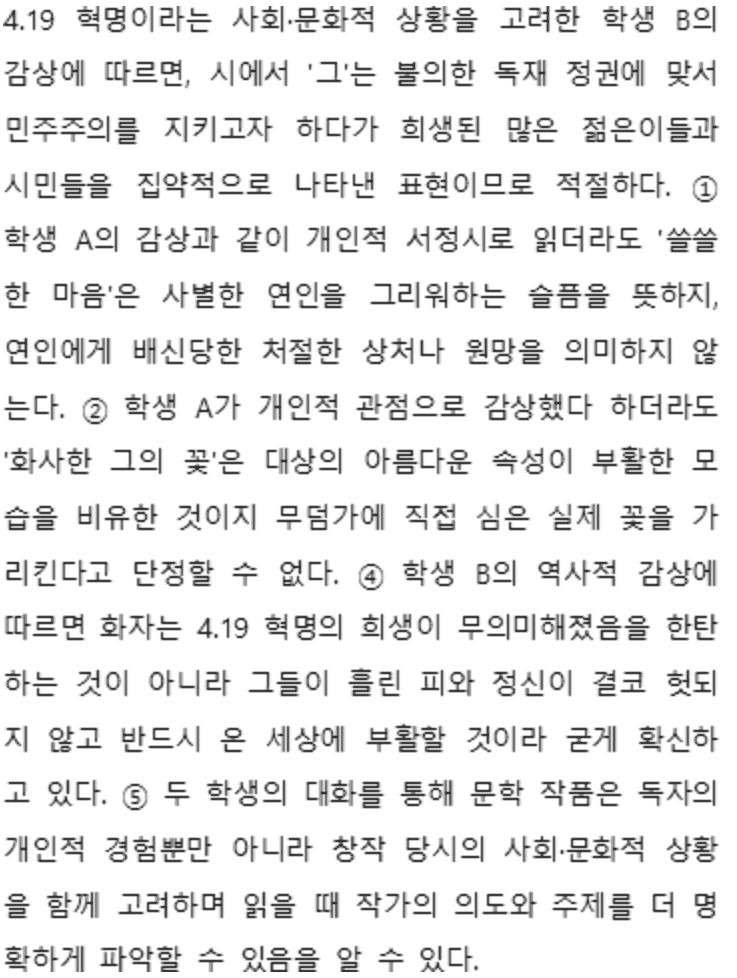 4.19 혁명이라는 사회·문화적 상황을 고려한 학생 B의
감상에 따르면, 시에서 '그'는 불의한 독재 정권에 맞서
민주주의를 지키고자 하다가 희생된 많은 젊은이들과
시민들을 집약적으로 나타낸 표현이므로 적절하다. ①
학생 A의 감상과 같이 개인적 서정시로 읽더라도 '쓸쓸
한 마음'은 사별한 연인을 그리워하는 슬픔을 뜻하지,
연인에게 배신당한 처절한 상처나 원망을 의미하지 않
는다. ② 학생 A가 개인적 관점으로 감상했다 하더라도
'화사한 그의 꽃'은 대상의 아름다운 속성이 부활한 모
습을 비유한 것이지 무덤가에 직접 심은 실제 꽃을 가
리킨다고 단정할 수 없다. ④ 학생 B의 역사적 감상에
따르면 화자는 4.19 혁명의 희생이 무의미해졌음을 한탄
하는 것이 아니라 그들이 흘린 피와 정신이 결코 헛되
지 않고 반드시 온 세상에 부활할 것이라 굳게 확신하
고 있다. ⑤ 두 학생의 대화를 통해 문학 작품은 독자의
개인적 경험뿐만 아니라 창작 당시의 사회·문화적 상황
을 함께 고려하며 읽을 때 작가의 의도와 주제를 더 명
확하게 파악할 수 있음을 알 수 있다.